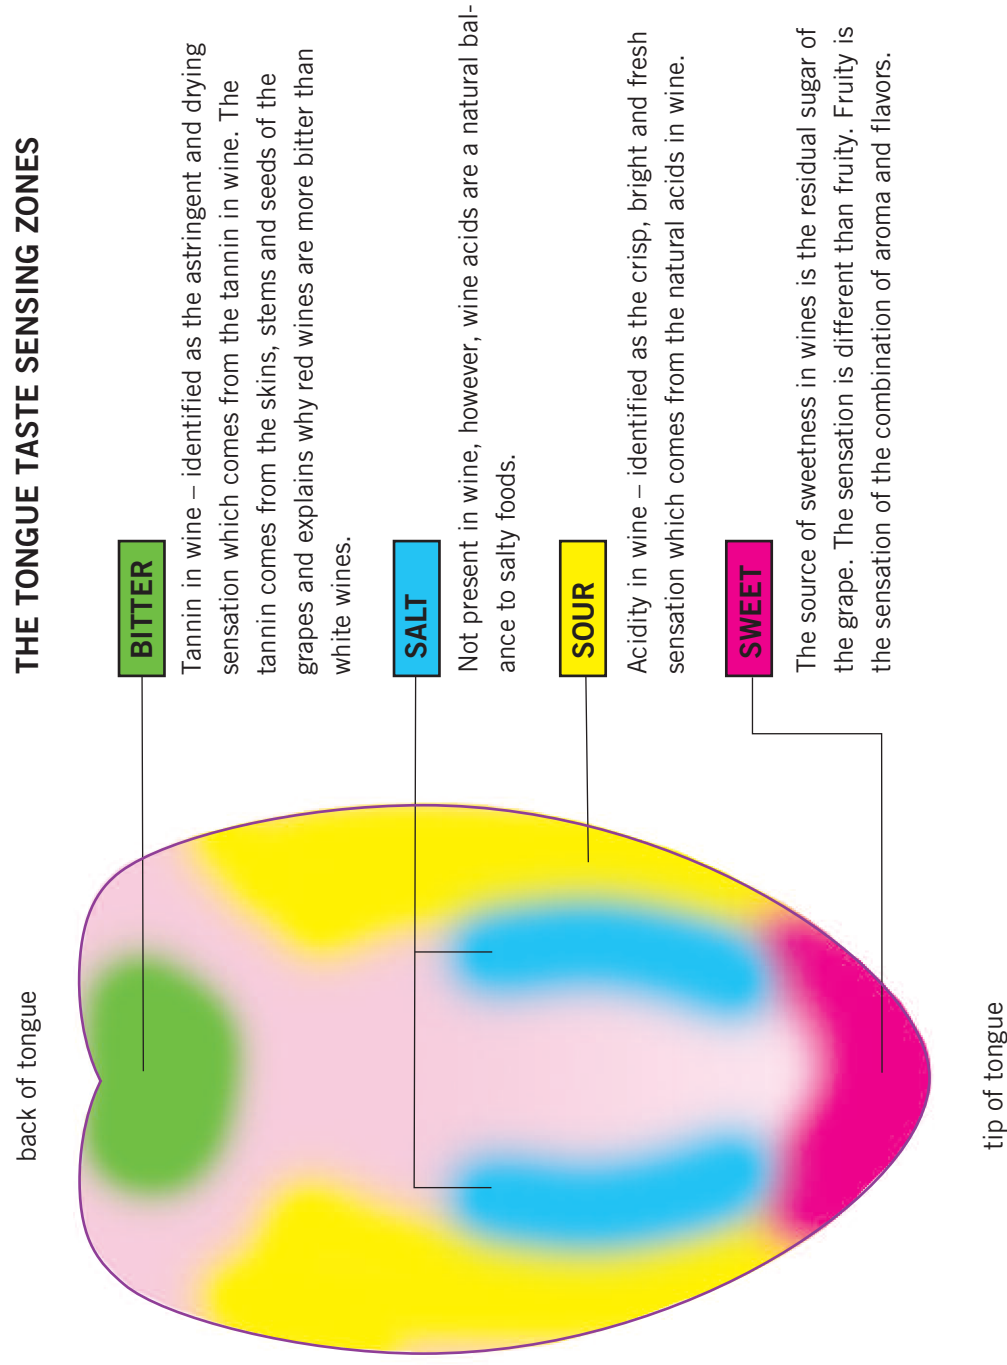 THE TONGUE TASTE SENSING ZONES
back of tongue
BITTER
Tannin in wine – identified as the astringent and drying
sensation which comes from the tannin in wine. The
tannin comes from the skins, stems and seeds of the
grapes and explains why red wines are more bitter than
white wines.
SALT
Not present in wine, however, wine acids are a natural bal-
ance to salty foods.
SOUR
Acidity in wine – identified as the crisp, bright and fresh
sensation which comes from the natural acids in wine.
SWEET
The source of sweetness in wines is the residual sugar of
the grape. The sensation is different than fruity. Fruity is
the sensation of the combination of aroma and flavors.
tip of tongue